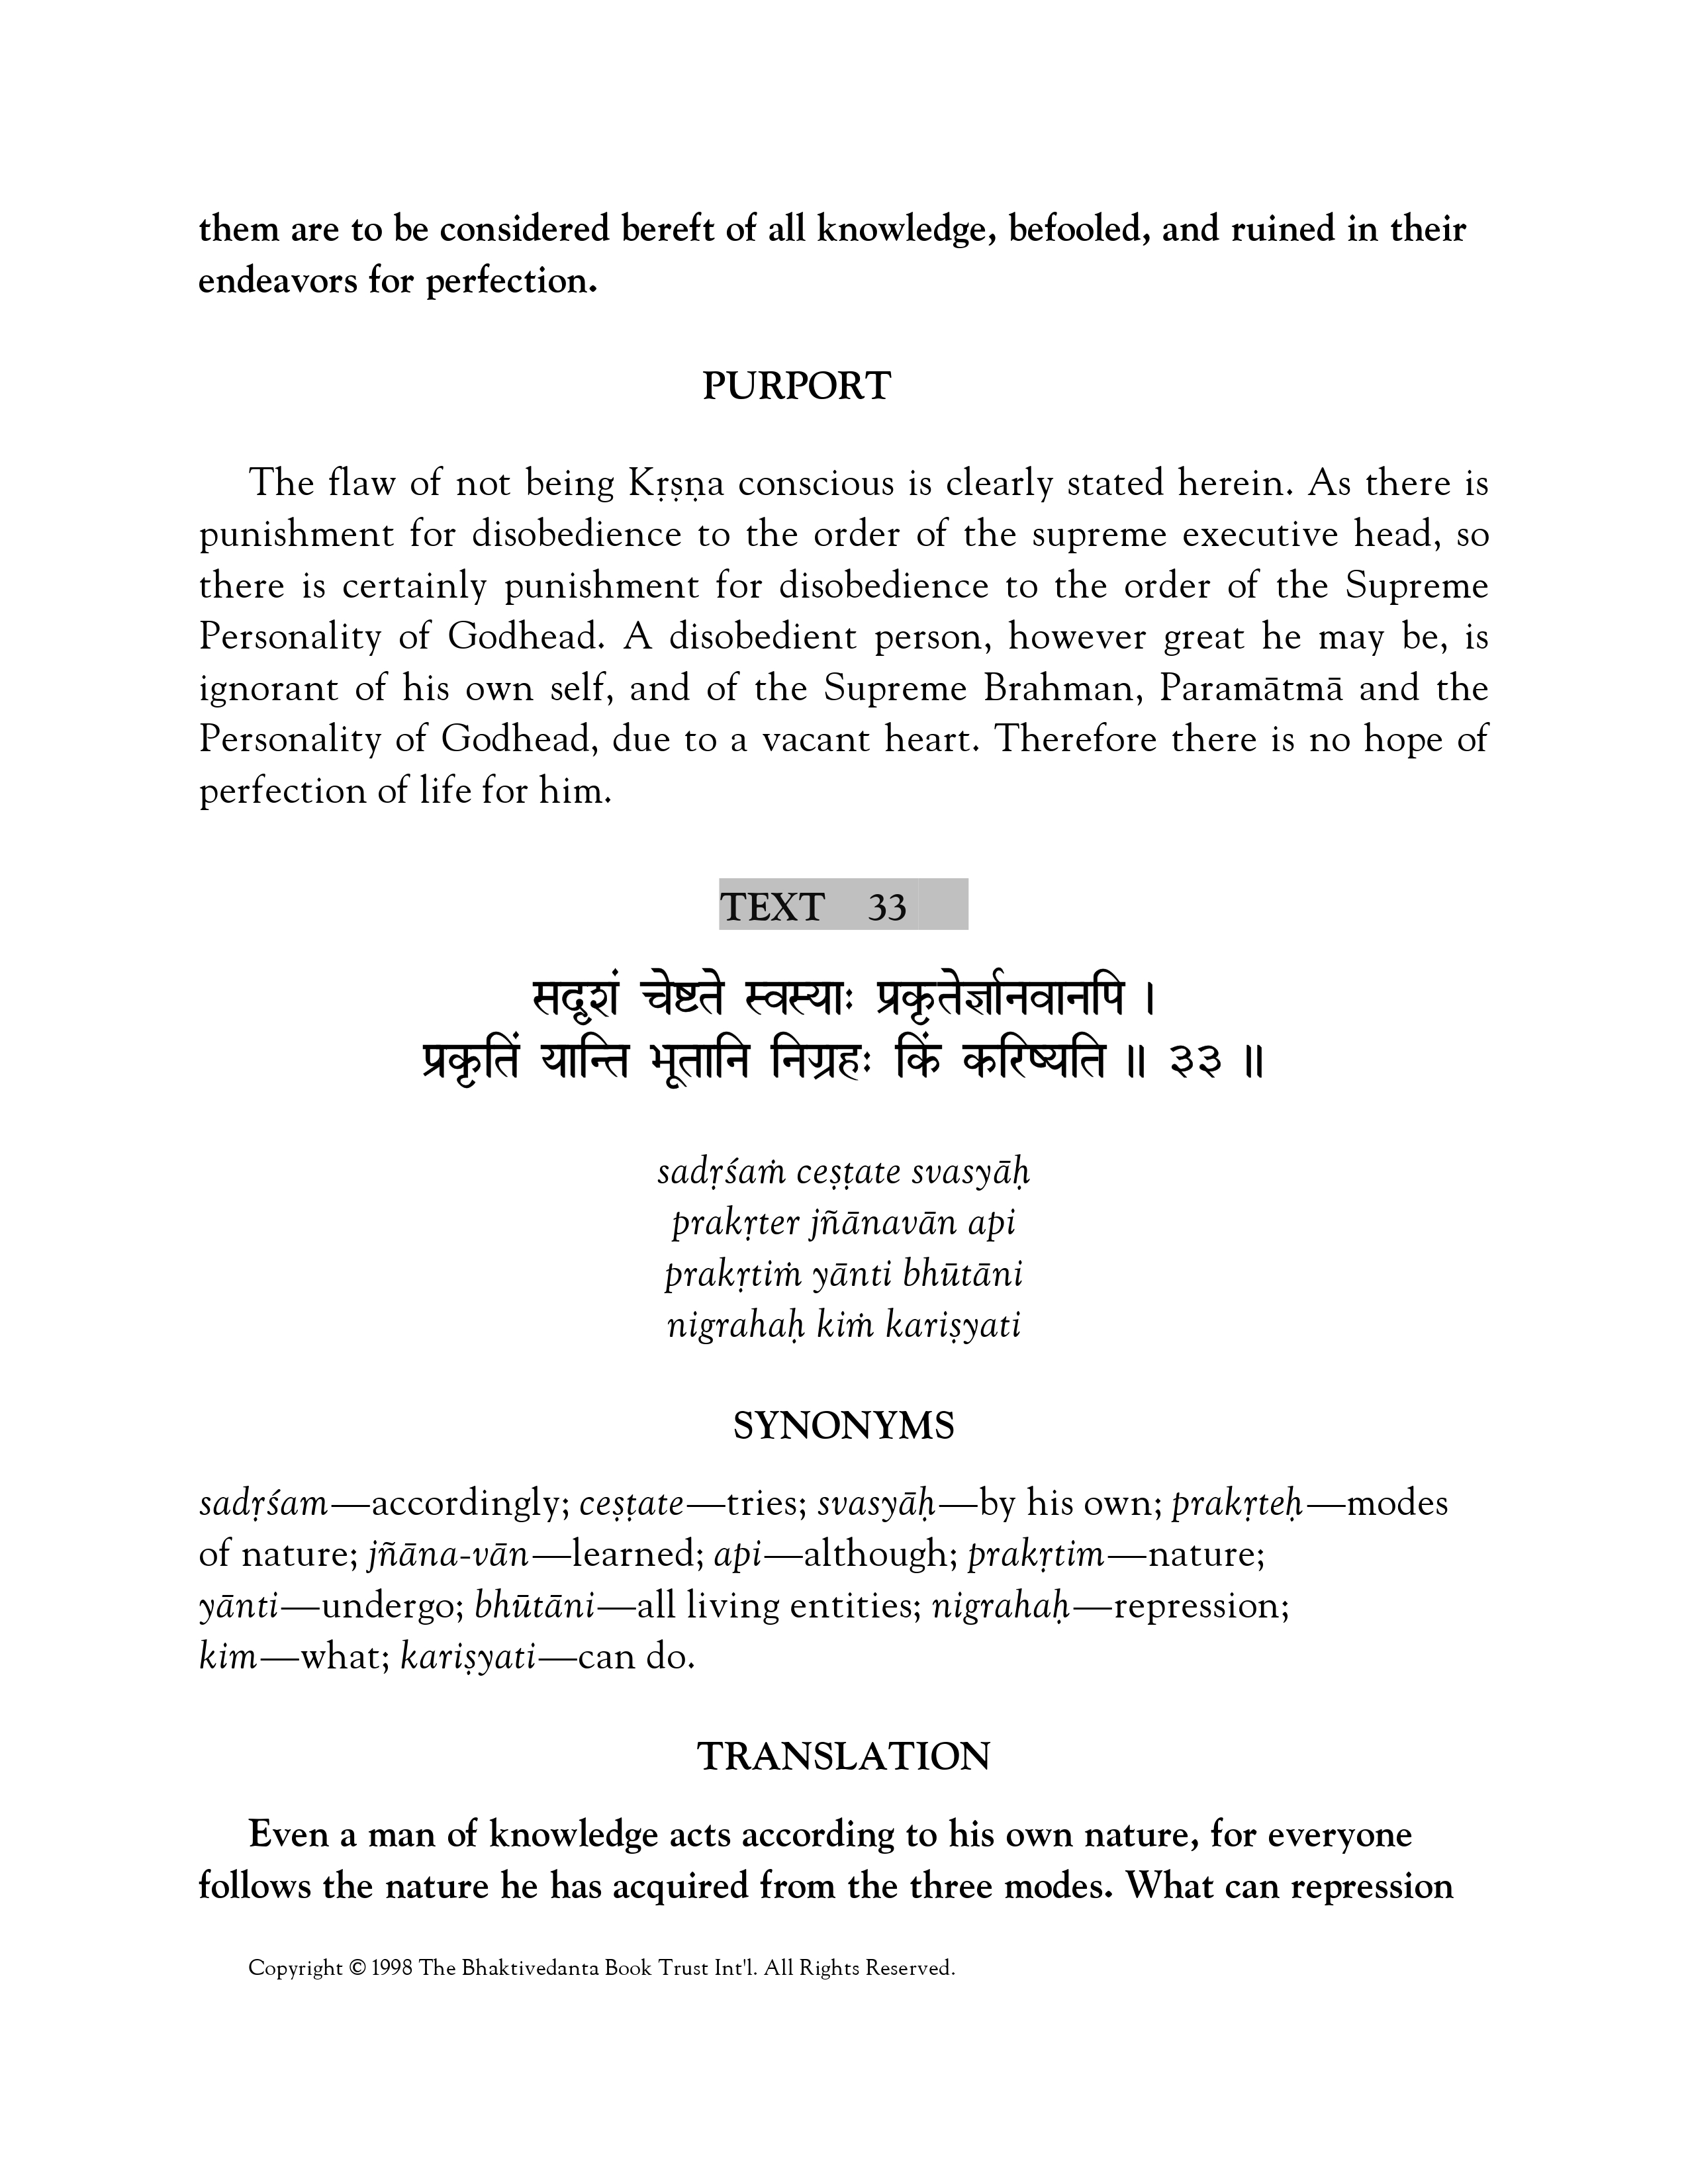 them are to be considered bereft of all knowledge, befooled, and ruined in their
endeavors for perfection.
PURPORT
The flaw of not being Kṛṣṇa conscious is clearly stated herein. As there is
punishment for disobedience to the order of the supreme executive head, so
there is certainly punishment for disobedience to the order of the Supreme
Personality of Godhead. A disobedient person, however great he may be, is
ignorant of his own self, and of the Supreme Brahman, Paramātmā and the
Personality of Godhead, due to a vacant heart. Therefore there is no hope of
perfection of life for him.
TEXT 33
सदृशं चेष्टते स्वस्याः प्रकृतेर्ज्ञानवानपि ।
प्रकृतिं यान्ति भूतानि निग्रहः किं करिष्यति ॥ ३३ ॥
sadṛśaṁ ceṣṭate svasyāḥ
prakṛter jñānavān api
prakṛtiṁ yānti bhūtāni
nigrahaḥ kiṁ kariṣyati
SYNONYMS
sadṛśam—accordingly; ceṣṭate—tries; svasyāḥ—by his own; prakṛteḥ—modes
of nature; jñāna-vān—learned; api—although; prakṛtim—nature;
yānti—undergo; bhūtāni—all living entities; nigrahaḥ—repression;
kim—what; kariṣyati—can do.
TRANSLATION
Even a man of knowledge acts according to his own nature, for everyone
follows the nature he has acquired from the three modes. What can repression
Copyright © 1998 The Bhaktivedanta Book Trust Int'l. All Rights Reserved.